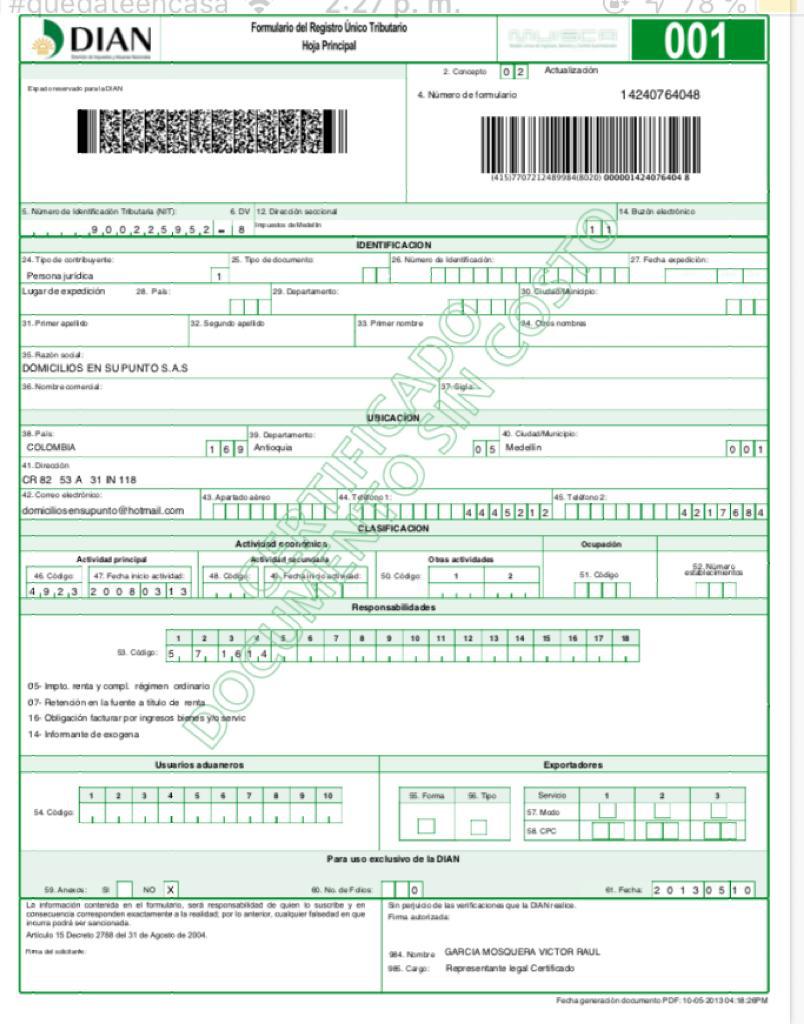 #quedateencasa 2:27 p. m. 78 %
DIAN
Formulario del Registro Único Tributario
Hoja Principal
MUISCA
001
2. Concepto 0 2 Actualización
Espacio reservado para la DIAN
4. Número de formulario 14240764048
(415)7707212489984(8020) 000001424076404 8
5. Número de Identificación Tributaria (NIT): 6. DV 12. Dirección seccional 14. Buzón electrónico
9 0 0 2 2 5 9 5 2 - 8 Impuestos de Medellín 1 1
IDENTIFICACION
24. Tipo de contribuyente: 25. Tipo de documento: 26. Número de Identificación: 27. Fecha expedición:
Persona jurídica 1
Lugar de expedición 28. País: 29. Departamento: 30. Ciudad/Municipio:
31. Primer apellido 32. Segundo apellido 33. Primer nombre 34. Otros nombres
35. Razón social:
DOMICILIOS EN SU PUNTO S.A.S
36. Nombre comercial: 37. Sigla:
UBICACION
38. País: 39. Departamento: 40. Ciudad/Municipio:
COLOMBIA 1 6 9 Antioquia 0 5 Medellín 0 0 1
41. Dirección
CR 82 53 A 31 IN 118
42. Correo electrónico: 43. Apartado aéreo 44. Teléfono 1: 45. Teléfono 2:
domiciliosensupunto@hotmail.com 4 4 4 5 2 1 2 4 2 1 7 6 8 4
CLASIFICACION
Actividad económica Ocupación
Actividad principal Actividad secundaria Otras actividades 52. Número establecimientos
46. Código: 47. Fecha inicio actividad: 48. Código: 49. Fecha inicio actividad: 50. Código: 1 2 51. Código
4 9 2 3 2 0 0 8 0 3 1 3
Responsabilidades
1 2 3 4 5 6 7 8 9 10 11 12 13 14 15 16 17 18
53. Código: 5 7 1 6 1 4
05- Impto. renta y compl. régimen ordinario
07- Retención en la fuente a título de renta
16- Obligación facturar por ingresos bienes y/o servic
14- Informante de exogena
CERTIFICADO
DOCUMENTO SIN COSTO
Usuarios aduaneros Exportadores
1 2 3 4 5 6 7 8 9 10
54. Código:
55. Forma 56. Tipo Servicio 1 2 3
57. Modo
58. CPC
Para uso exclusivo de la DIAN
59. Anexos: SI NO X 60. No. de Folios: 0 61. Fecha: 2 0 1 3 0 5 1 0
La información contenida en el formulario, será responsabilidad de quien lo suscribe y en
consecuencia corresponden exactamente a la realidad; por lo anterior, cualquier falsedad en que
incurra podrá ser sancionada.
Artículo 15 Decreto 2788 del 31 de Agosto de 2004.
Firma del solicitante:
Sin perjuicio de las verificaciones que la DIAN realice.
Firma autorizada:
984. Nombre GARCIA MOSQUERA VICTOR RAUL
985. Cargo: Representante legal Certificado
Fecha generación documento PDF: 10-05-2013 04:18:26PM